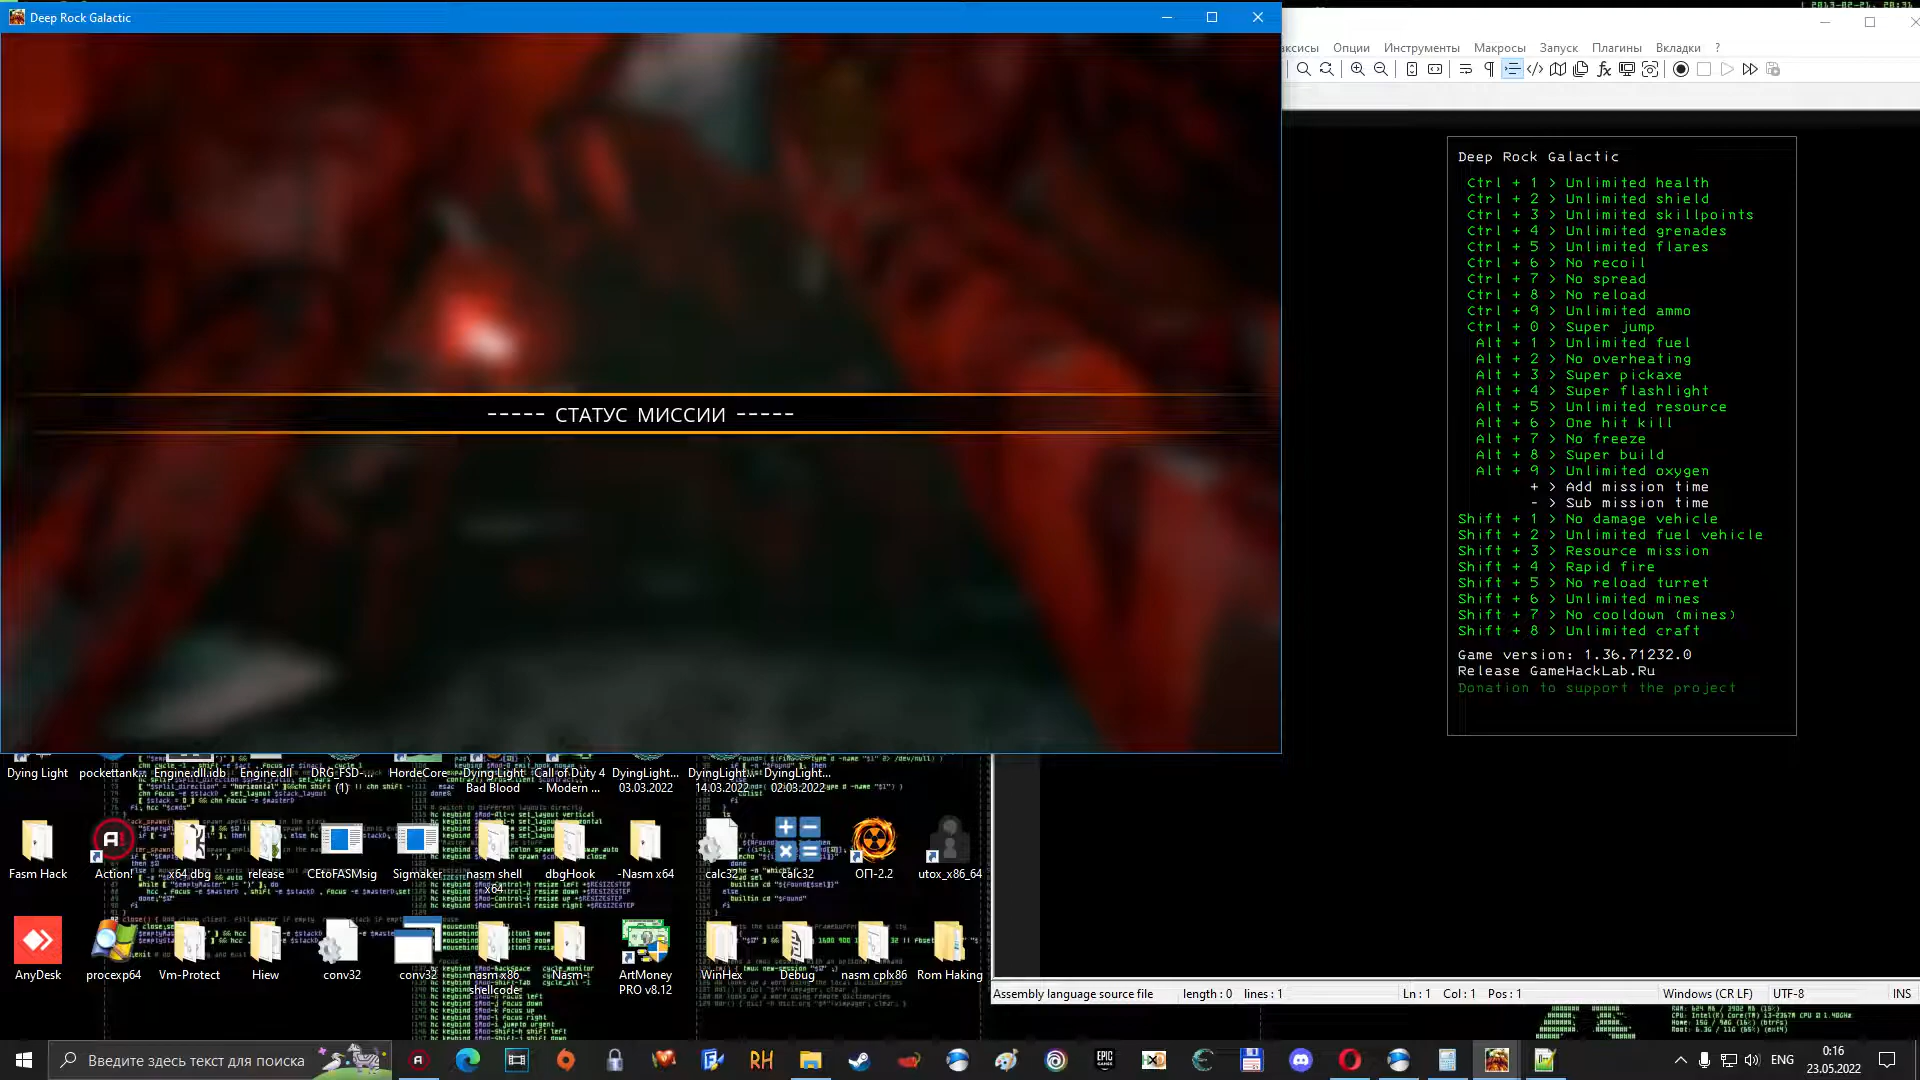 Deep Rock Galactic
( 2013-02-21, 20:31
Опции Инструменты Макросы Запуск Плагины Вкладки ?
----- СТАТУС МИССИИ -----
Deep Rock Galactic
Ctrl + 1 > Unlimited health
Ctrl + 2 > Unlimited shield
Ctrl + 3 > Unlimited skillpoints
Ctrl + 4 > Unlimited grenades
Ctrl + 5 > Unlimited flares
Ctrl + 6 > No recoil
Ctrl + 7 > No spread
Ctrl + 8 > No reload
Ctrl + 9 > Unlimited ammo
Ctrl + 0 > Super jump
Alt + 1 > Unlimited fuel
Alt + 2 > No overheating
Alt + 3 > Super pickaxe
Alt + 4 > Super flashlight
Alt + 5 > Unlimited resource
Alt + 6 > One hit kill
Alt + 7 > No freeze
Alt + 8 > Super build
Alt + 9 > Unlimited oxygen
+ > Add mission time
- > Sub mission time
Shift + 1 > No damage vehicle
Shift + 2 > Unlimited fuel vehicle
Shift + 3 > Resource mission
Shift + 4 > Rapid fire
Shift + 5 > No reload turret
Shift + 6 > Unlimited mines
Shift + 7 > No cooldown (mines)
Shift + 8 > Unlimited craft
Game version: 1.36.71232.0
Release GameHackLab.Ru
Donation to support the project
Dying Light pockettank... Engine.dll.idb Engine.dll DRG_FSD-... (1) HordeCore Dying Light Bad Blood Call of Duty 4 - Modern ... DyingLight... 03.03.2022 DyingLight... 14.03.2022 DyingLight... 02.03.2022
Fasm Hack Action! x64.dbg release CEtoFASMsig Sigmaker nasm shell x64 dbgHook -Nasm x64 calc32 calc32 ОП-2.2 utox_x86_64
AnyDesk procexp64 Vm-Protect Hiew conv32 conv32 nasm x86 shellcode Nasm- ArtMoney PRO v8.12 WinHex Debug nasm cplx86 Rom Haking
Assembly language source file length : 0 lines : 1 Ln : 1 Col : 1 Pos : 1 Windows (CR LF) UTF-8 INS
Введите здесь текст для поиска
RH
EPIC GAMES
ENG
0:16
23.05.2022